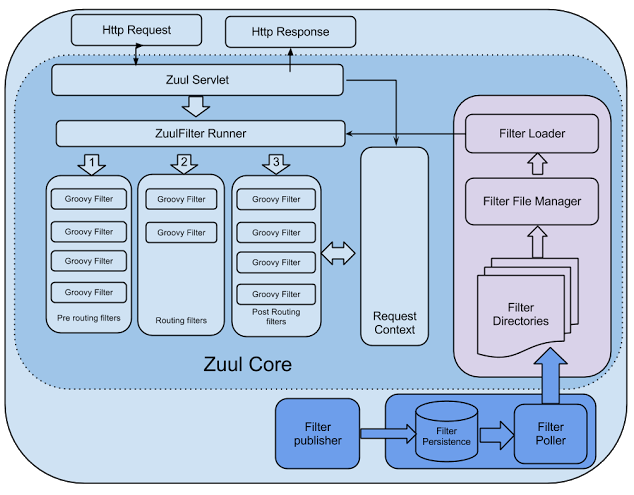 Http Request
Http Response
Zuul Servlet
ZuulFilter Runner
1
2
3
Groovy Filter
Groovy Filter
Groovy Filter
Groovy Filter
Pre routing filters
Groovy Filter
Groovy Filter
Routing filters
Groovy Filter
Groovy Filter
Groovy Filter
Groovy Filter
Post Routing
filters
Request
Context
Filter Loader
Filter File Manager
Filter
Directories
Zuul Core
Filter
publisher
Filter
Persistence
Filter
Poller